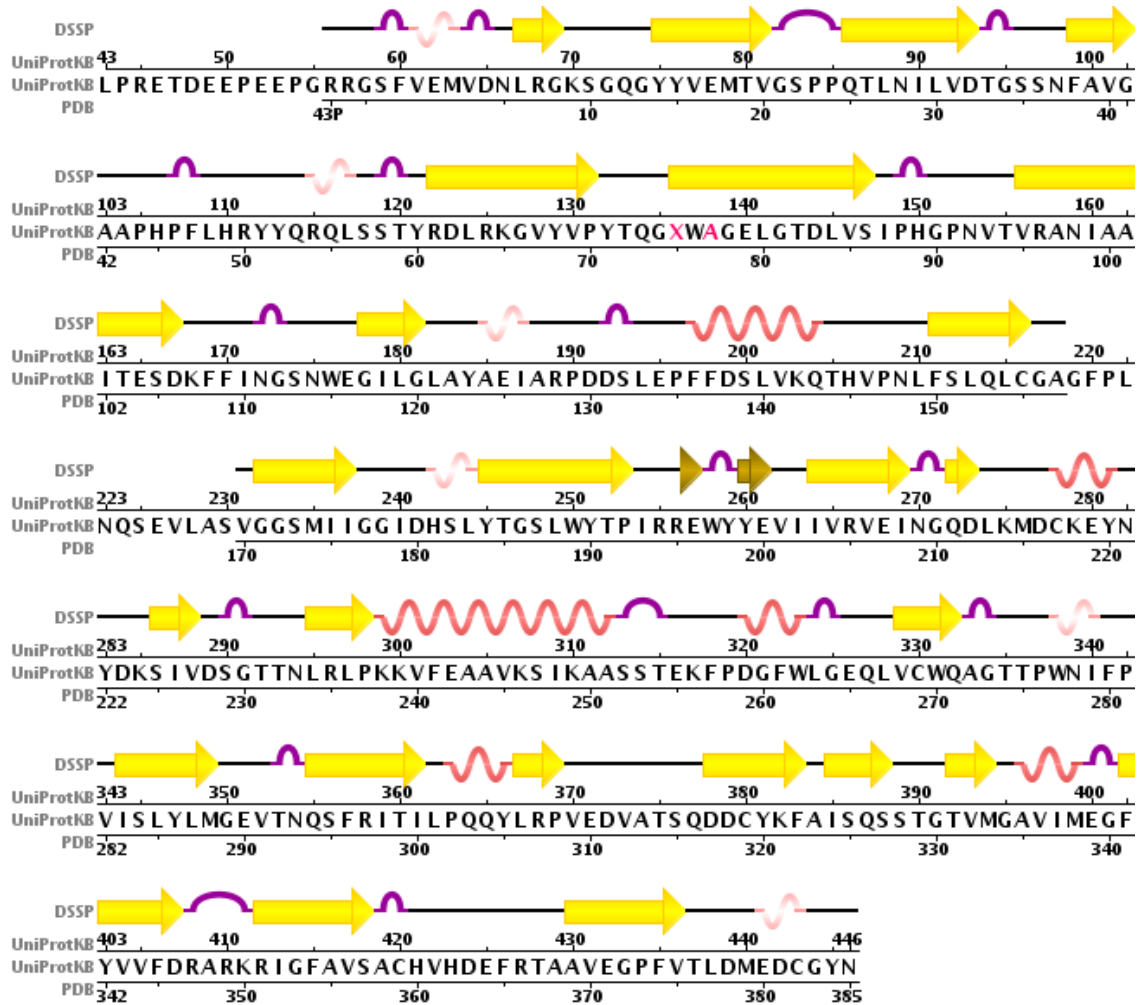 DSSP
UniProtKB 43 50 60 70 80 90 100
UniProtKB LPRETDEEPEEPGRRGSFVEMVDNLRGKSGQGYYVEMTVGSPPQTLNILVDTGSSNFAVG
PDB 43P 10 20 30 40
DSSP
UniProtKB 103 110 120 130 140 150 160
UniProtKB AAPHPFLHRYYQRQLSSTYRDLRKGVYVPYTQGXWAGELGTDLVSIPHGPNVTVRANIAA
PDB 42 50 60 70 80 90 100
DSSP
UniProtKB 163 170 180 190 200 210 220
UniProtKB ITESDKFFINGSNWEGILGLAYAEIARPDDSLEPFFDSLVKQTHVPNLFSLQLCGAGFPL
PDB 102 110 120 130 140 150
DSSP
UniProtKB 223 230 240 250 260 270 280
UniProtKB NQSEVLASVGGSMIIGGIDHSLYTGSLWYTPIRREWYYEVIIVRVEINGQDLKMDCKEYN
PDB 170 180 190 200 210 220
DSSP
UniProtKB 283 290 300 310 320 330 340
UniProtKB YDKSIVDSGTTNLRLPKKVFEAAVKSIKAASSTEKFPDGFWLGEQLVCWQAGTTPWNIFP
PDB 222 230 240 250 260 270 280
DSSP
UniProtKB 343 350 360 370 380 390 400
UniProtKB VISLYLMGEVTNQSFRITILPQQYLRPVEDVATSQDDCYKFAISQSSTGTVMGAVIMEGF
PDB 282 290 300 310 320 330 340
DSSP
UniProtKB 403 410 420 430 440 446
UniProtKB YVVFDRARKRIGFAVSACHVHDEFRTAAVEGPFVTLDMEDCGYN
PDB 342 350 360 370 380 385